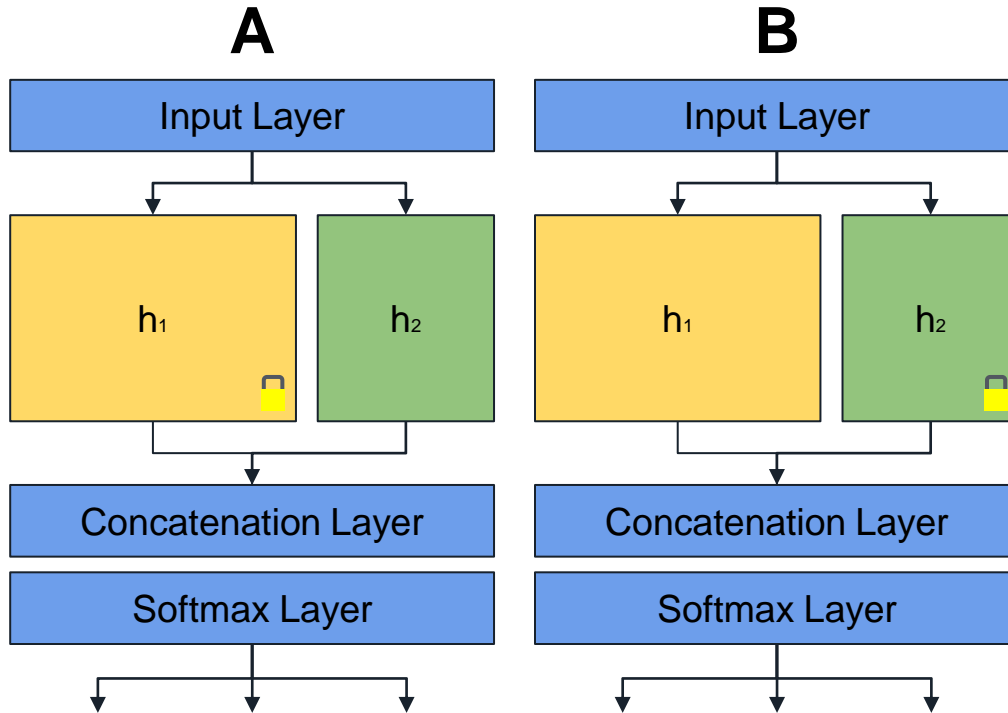 A
Input Layer
h₁
h₂
Concatenation Layer
Softmax Layer
B
Input Layer
h₁
h₂
Concatenation Layer
Softmax Layer